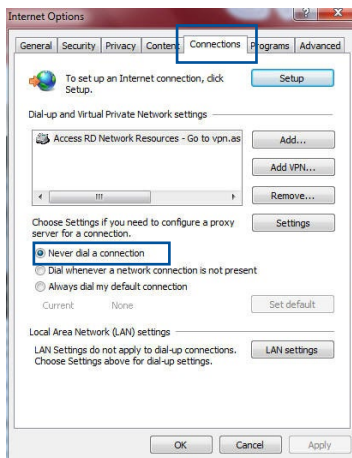 Internet Options
General Security Privacy Content Connections Programs Advanced
To set up an Internet connection, click
Setup.
Setup
Dial-up and Virtual Private Network settings
Access RD Network Resources - Go to vpn.as
Add...
Add VPN...
Remove...
Choose Settings if you need to configure a proxy
server for a connection.
Settings
Never dial a connection
Dial whenever a network connection is not present
Always dial my default connection
Current None
Set default
Local Area Network (LAN) settings
LAN Settings do not apply to dial-up connections.
Choose Settings above for dial-up settings.
LAN settings
OK Cancel Apply